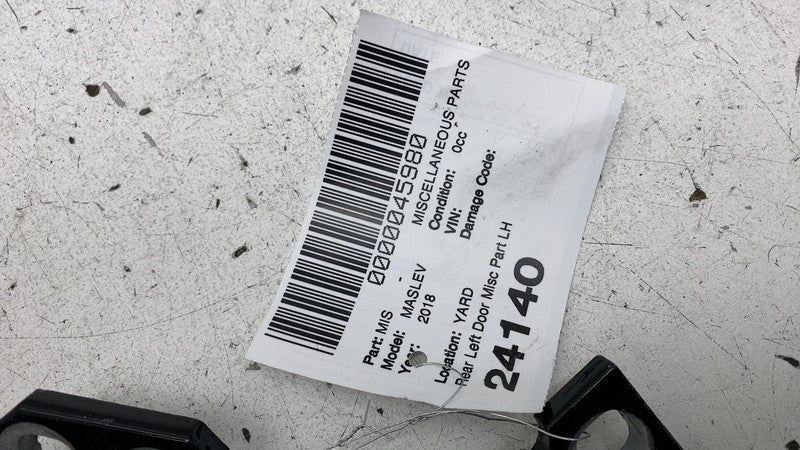 0000045980
Part: MIS - MISCELLANEOUS PARTS
Model: MASLEV Condition: 0cc
Year: 2018 VIN:
Damage Code:
Location: YARD
Rear Left Door Misc Part LH
24140